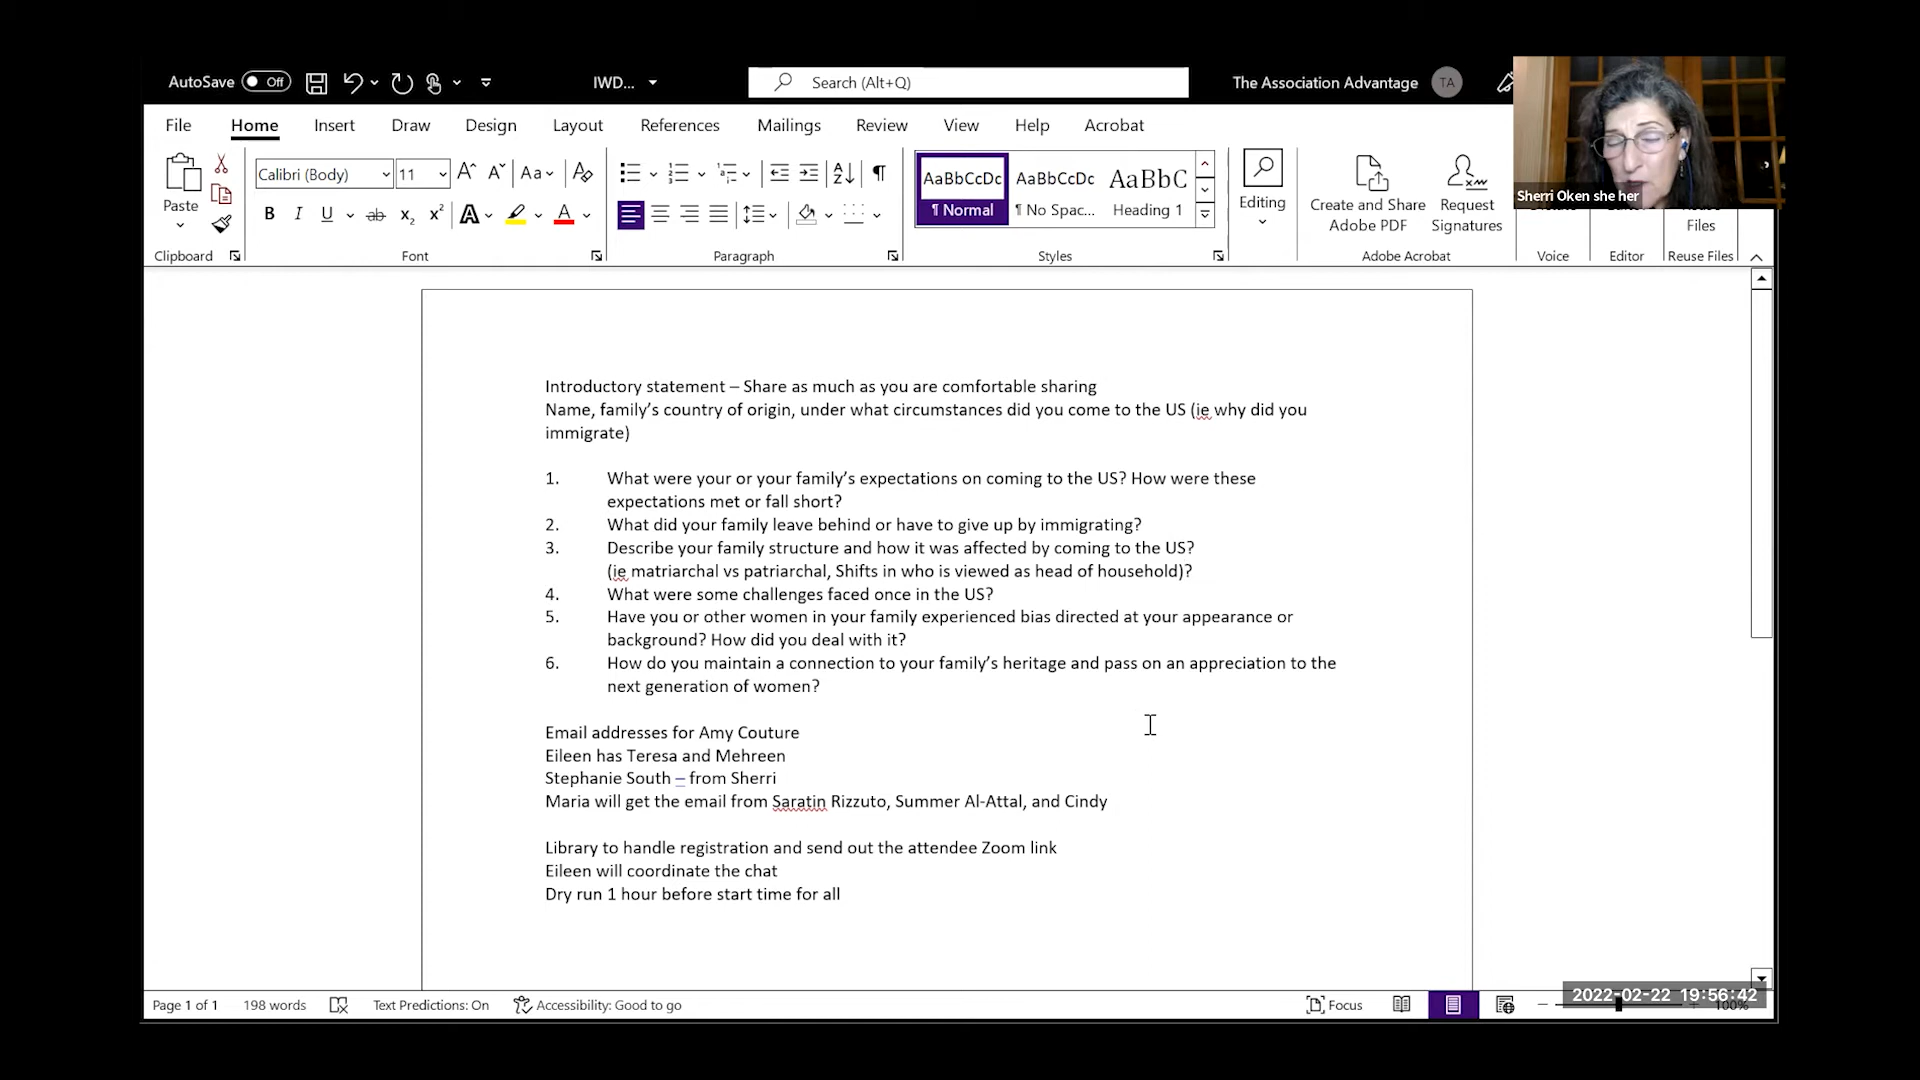 AutoSave Off IWD... Search (Alt+Q) The Association Advantage TA
File Home Insert Draw Design Layout References Mailings Review View Help Acrobat
Sherri Oken she her
Paste
Calibri (Body) 11
Aa
AaBbCcDc AaBbCcDc AaBbC
¶ Normal ¶ No Spac... Heading 1
Editing
Create and Share Adobe PDF
Request Signatures
Files
Clipboard Font Paragraph Styles Adobe Acrobat Voice Editor Reuse Files
Introductory statement – Share as much as you are comfortable sharing
Name, family’s country of origin, under what circumstances did you come to the US (ie why did you
immigrate)
1. What were your or your family’s expectations on coming to the US? How were these
expectations met or fall short?
2. What did your family leave behind or have to give up by immigrating?
3. Describe your family structure and how it was affected by coming to the US?
(ie matriarchal vs patriarchal, Shifts in who is viewed as head of household)?
4. What were some challenges faced once in the US?
5. Have you or other women in your family experienced bias directed at your appearance or
background? How did you deal with it?
6. How do you maintain a connection to your family’s heritage and pass on an appreciation to the
next generation of women?
Email addresses for Amy Couture
Eileen has Teresa and Mehreen
Stephanie South – from Sherri
Maria will get the email from Saratin Rizzuto, Summer Al-Attal, and Cindy
Library to handle registration and send out the attendee Zoom link
Eileen will coordinate the chat
Dry run 1 hour before start time for all
Page 1 of 1 198 words Text Predictions: On Accessibility: Good to go Focus 100%
2022-02-22 19:56:42